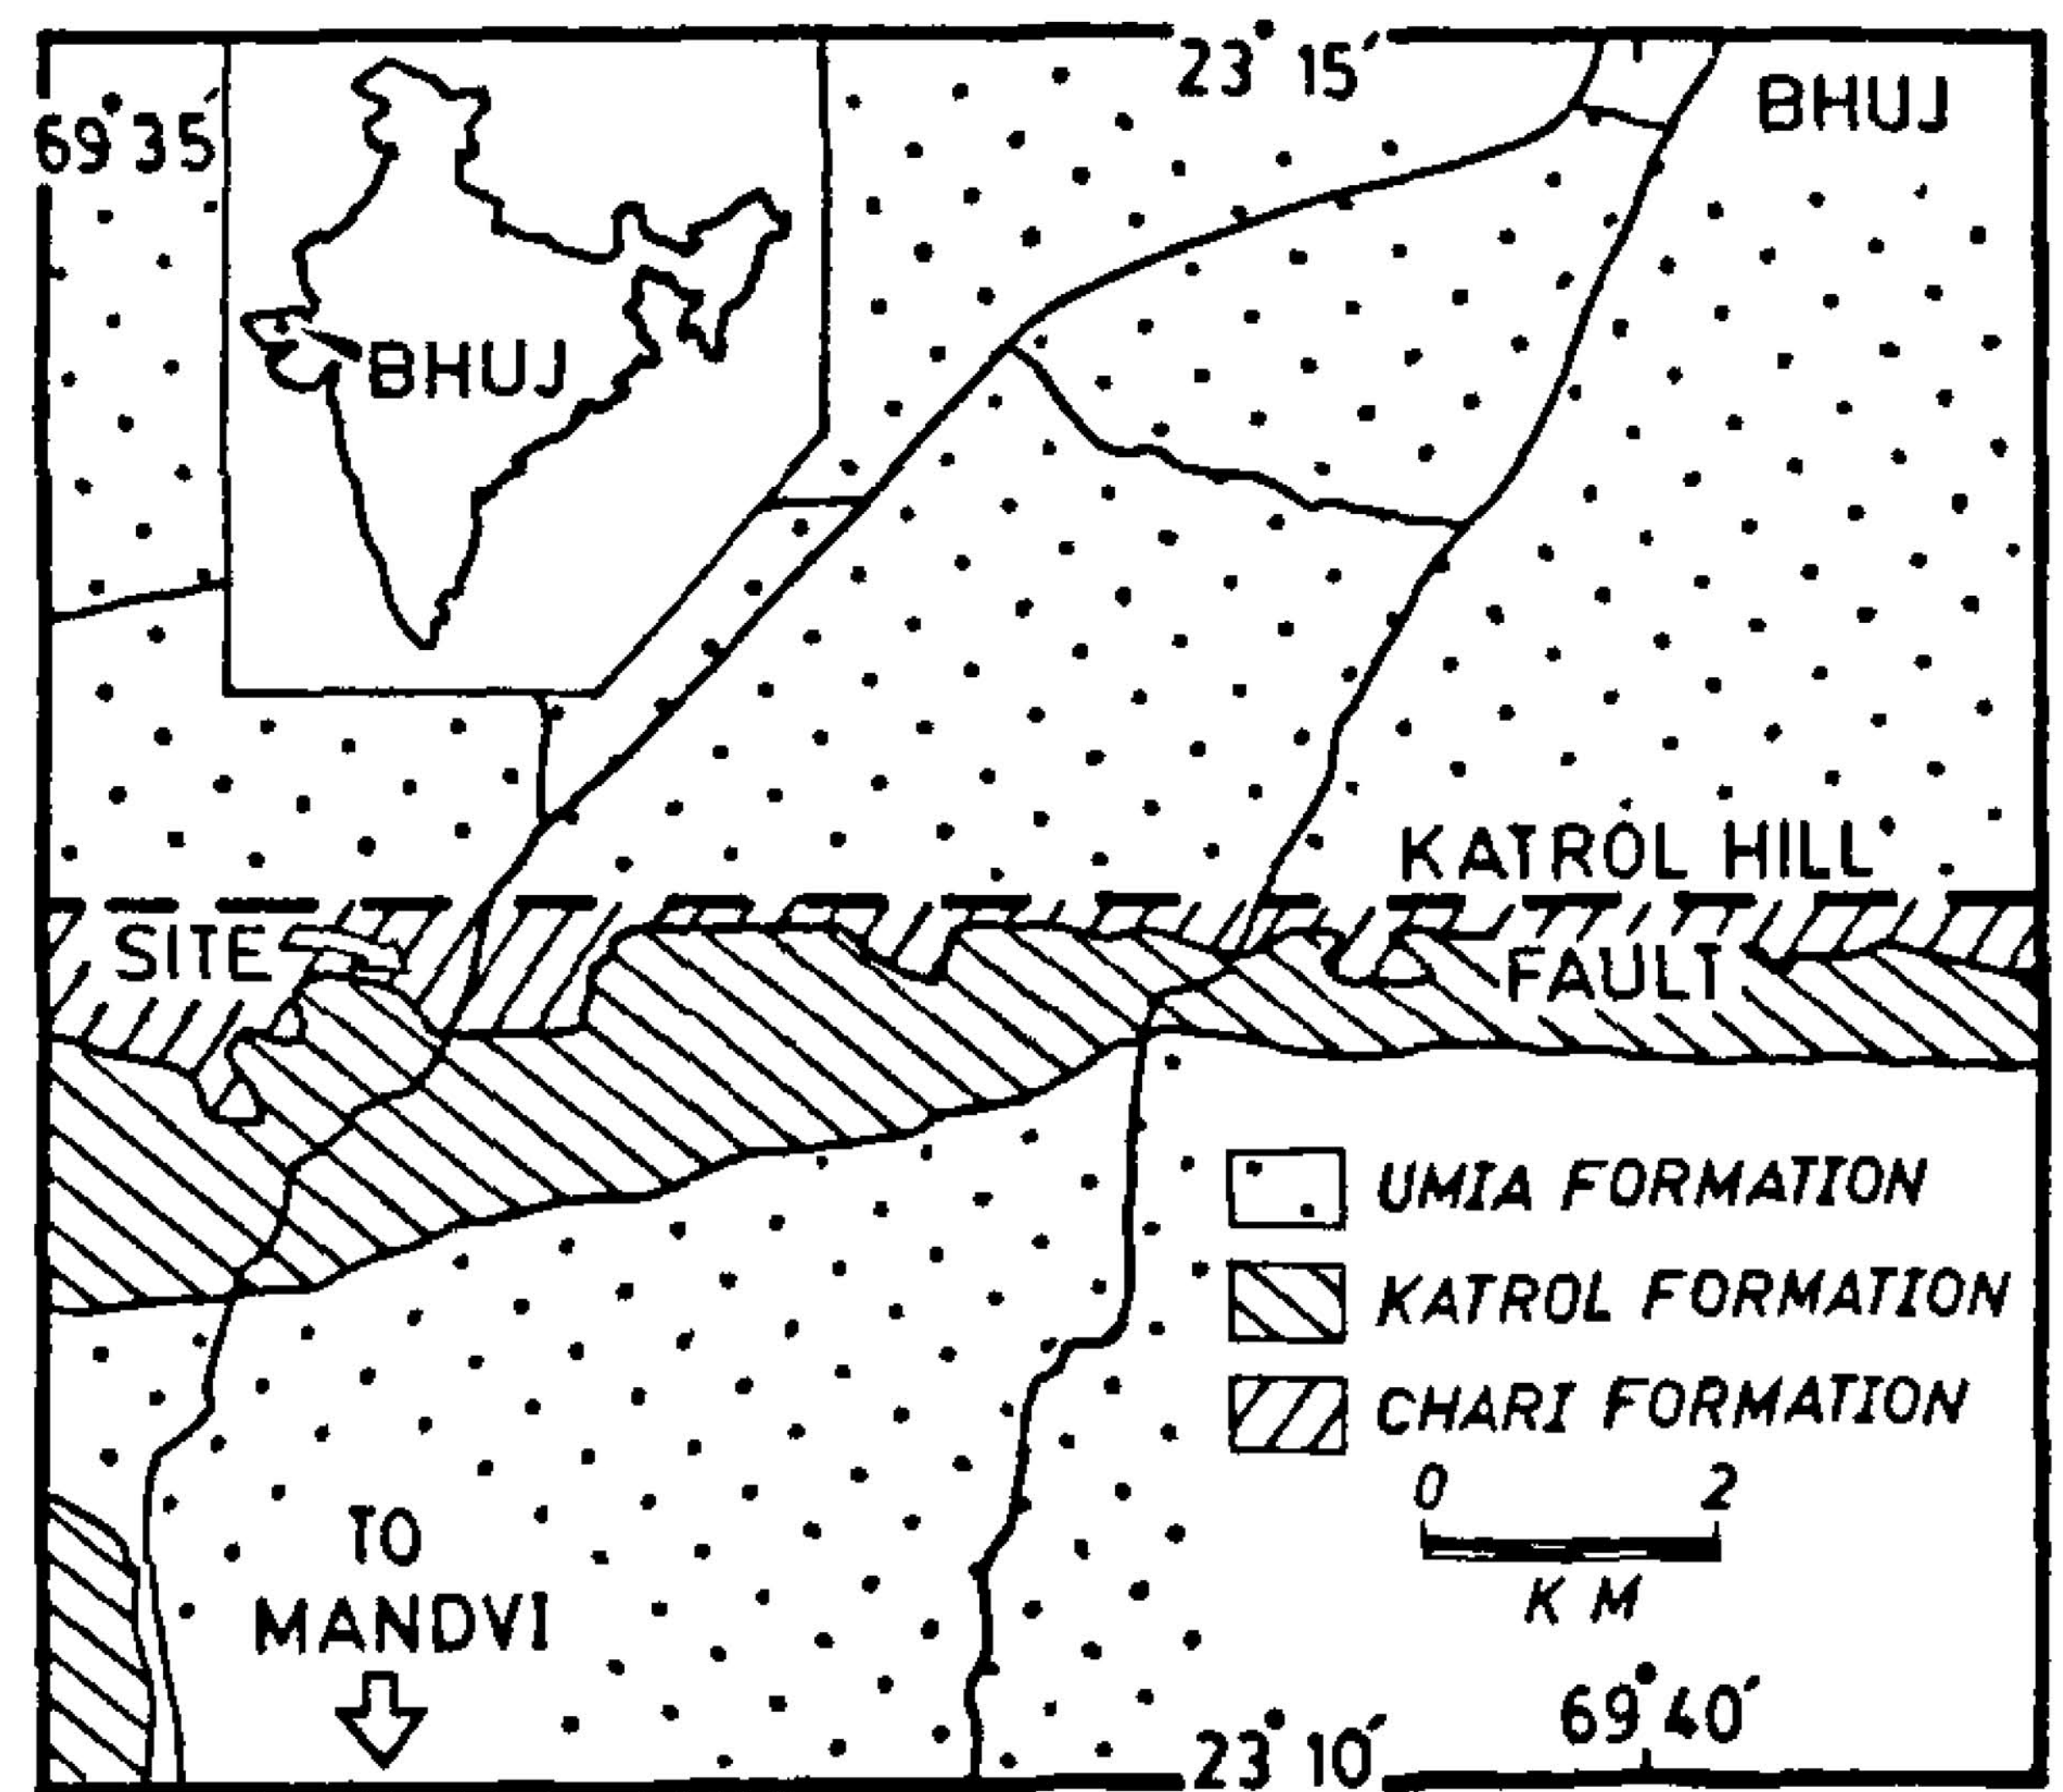 23° 15′
BHUJ
69° 35′
BHUJ
KATROL HILL
SITE
FAULT
UMIA FORMATION
KATROL FORMATION
CHARI FORMATION
0 2
KM
TO
MANDVI
69° 40′
23° 10′